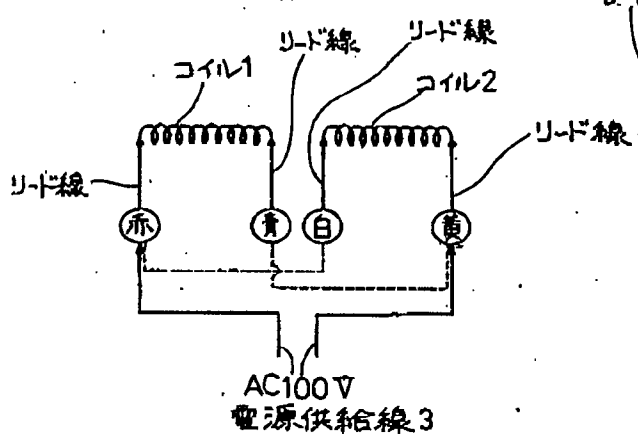 リード線
リード線
コイル1
コイル2
リード線
リード線
赤
青
白
黄
AC100V
電源供給線3